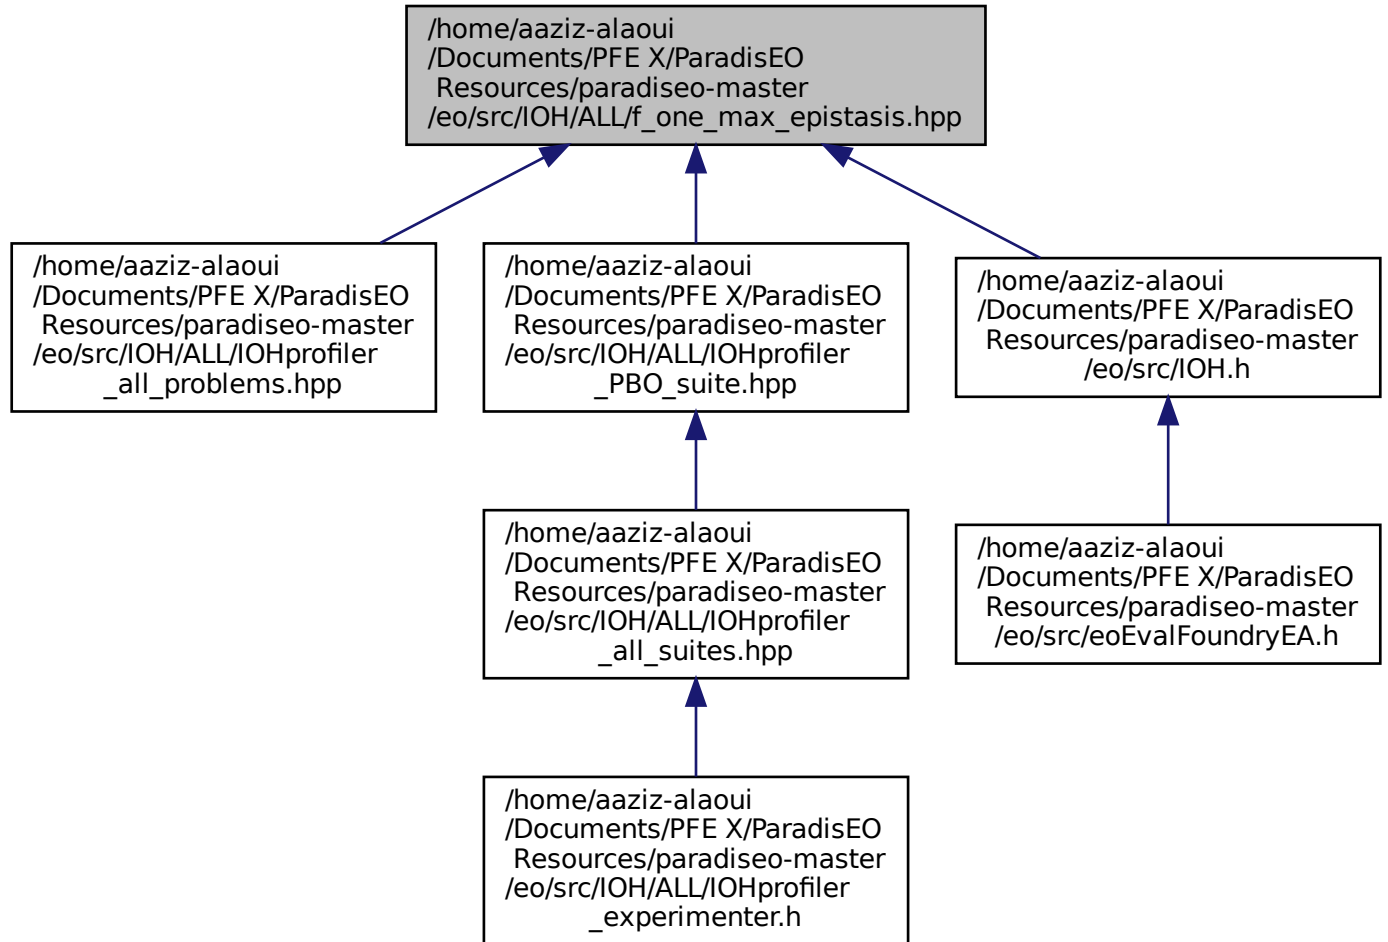 /home/aaziz-alaoui
/Documents/PFE X/ParadisEO
Resources/paradiseo-master
/eo/src/IOH/ALL/f_one_max_epistasis.hpp
/home/aaziz-alaoui
/Documents/PFE X/ParadisEO
Resources/paradiseo-master
/eo/src/IOH/ALL/IOHprofiler
_all_problems.hpp
/home/aaziz-alaoui
/Documents/PFE X/ParadisEO
Resources/paradiseo-master
/eo/src/IOH/ALL/IOHprofiler
_PBO_suite.hpp
/home/aaziz-alaoui
/Documents/PFE X/ParadisEO
Resources/paradiseo-master
/eo/src/IOH.h
/home/aaziz-alaoui
/Documents/PFE X/ParadisEO
Resources/paradiseo-master
/eo/src/IOH/ALL/IOHprofiler
_all_suites.hpp
/home/aaziz-alaoui
/Documents/PFE X/ParadisEO
Resources/paradiseo-master
/eo/src/eoEvalFoundryEA.h
/home/aaziz-alaoui
/Documents/PFE X/ParadisEO
Resources/paradiseo-master
/eo/src/IOH/ALL/IOHprofiler
_experimenter.h